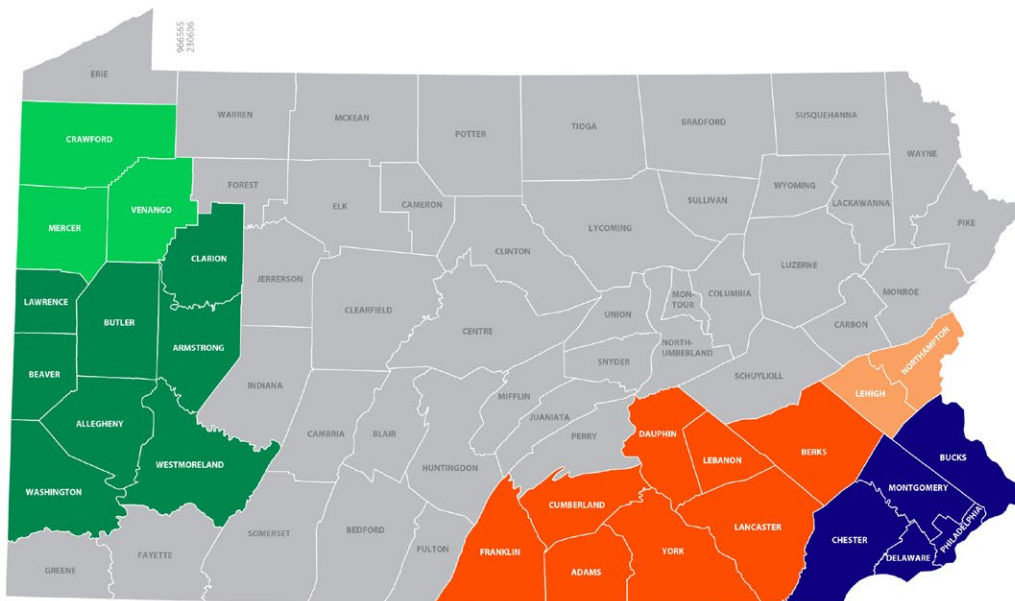 966565
230606
ERIE
CRAWFORD
WARREN
MCKEAN
POTTER
TIOGA
BRADFORD
SUSQUEHANNA
WAYNE
MERCER
VENANGO
FOREST
ELK
CAMERON
CLINTON
LYCOMING
SULLIVAN
WYOMING
LACKAWANNA
PIKE
CLARION
JERRERSON
CLEARFIELD
CENTRE
UNION
MON-
TOUR
COLUMBIA
LUZERNE
MONROE
LAWRENCE
BUTLER
ARMSTRONG
INDIANA
SNYDER
NORTH-
UMBERLAND
CARBON
SCHUYLKILL
LEHIGH
NORTHAMPTON
BEAVER
ALLEGHENY
WESTMORELAND
CAMBRIA
BLAIR
HUNTINGDON
MIFFLIN
JUANIATA
PERRY
DAUPHIN
LEBANON
BERKS
BUCKS
MONTGOMERY
PHILADELPHIA
WASHINGTON
GREENE
FAYETTE
SOMERSET
BEDFORD
FULTON
FRANKLIN
CUMBERLAND
ADAMS
YORK
LANCASTER
CHESTER
DELAWARE